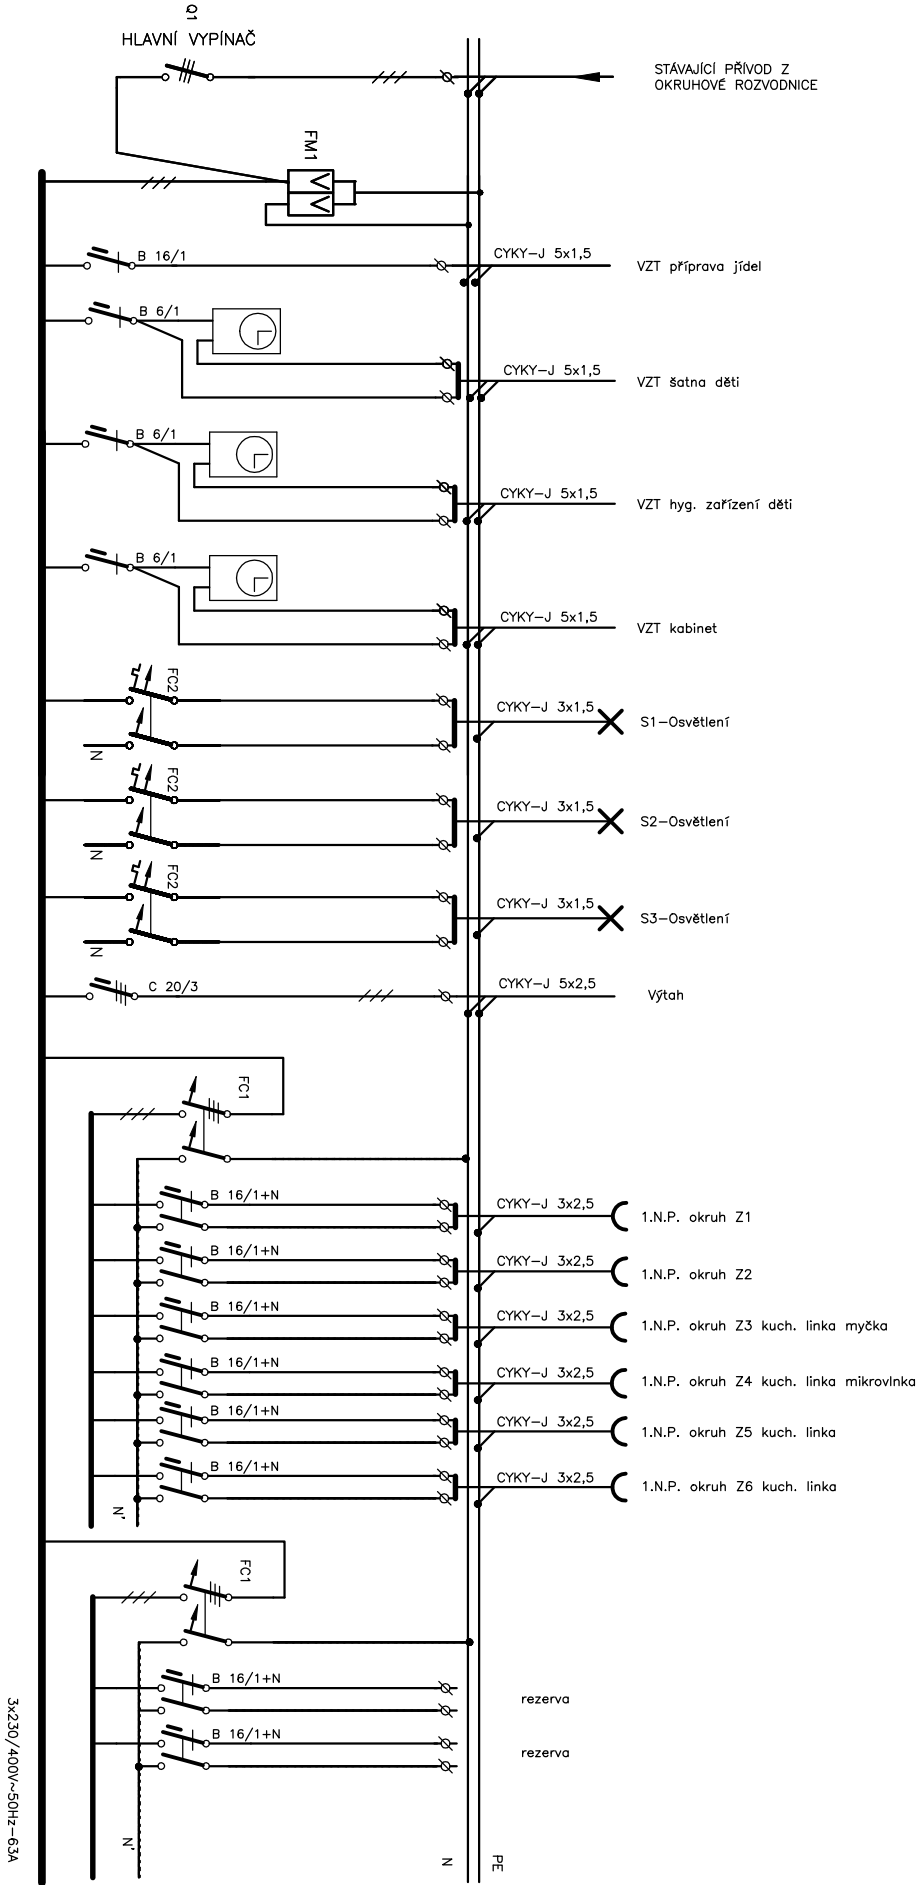 Q1
HLAVNÍ VYPÍNAČ
STÁVAJÍCÍ PŘÍVOD Z
OKRUHOVÉ ROZVODNICE
FM1
B 16/1
CYKY-J 5x1,5
VZT příprava jídel
B 6/1
CYKY-J 5x1,5
VZT šatna děti
B 6/1
CYKY-J 5x1,5
VZT hyg. zařízení děti
B 6/1
CYKY-J 5x1,5
VZT kabinet
FC2
CYKY-J 3x1,5
S1-Osvětlení
N
FC2
CYKY-J 3x1,5
S2-Osvětlení
N
FC2
CYKY-J 3x1,5
S3-Osvětlení
N
C 20/3
CYKY-J 5x2,5
Výtah
FC1
B 16/1+N
CYKY-J 3x2,5
1.N.P. okruh Z1
B 16/1+N
CYKY-J 3x2,5
1.N.P. okruh Z2
B 16/1+N
CYKY-J 3x2,5
1.N.P. okruh Z3 kuch. linka myčka
B 16/1+N
CYKY-J 3x2,5
1.N.P. okruh Z4 kuch. linka mikrovlnka
B 16/1+N
CYKY-J 3x2,5
1.N.P. okruh Z5 kuch. linka
B 16/1+N
CYKY-J 3x2,5
1.N.P. okruh Z6 kuch. linka
N'
FC1
B 16/1+N
rezerva
B 16/1+N
rezerva
N'
N
PE
3x230/400V~50Hz-63A